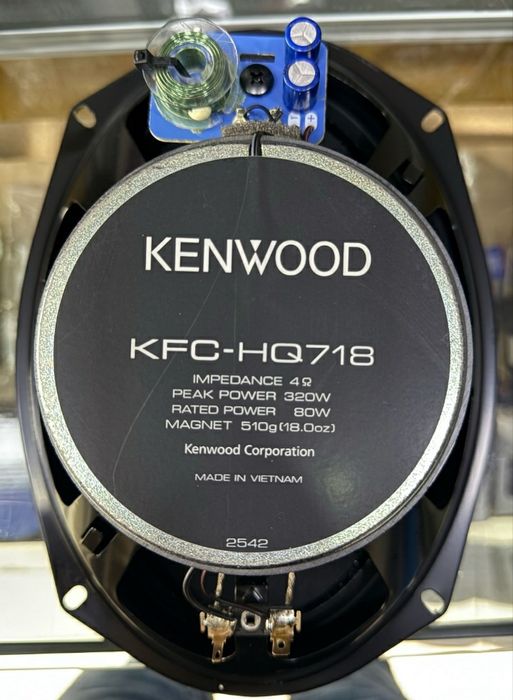 KENWOOD
KFC-HQ718
IMPEDANCE 4Ω
PEAK POWER 320W
RATED POWER 80W
MAGNET 510g(18.0oz)
Kenwood Corporation
MADE IN VIETNAM
2542